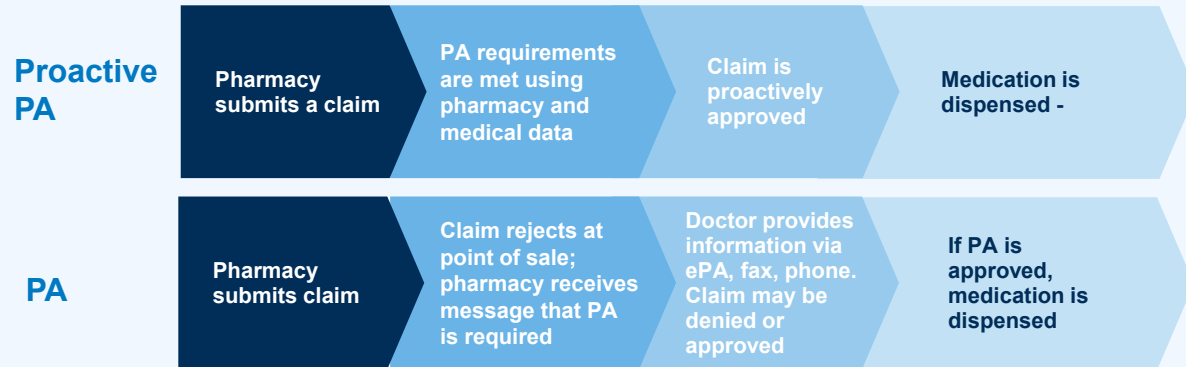 Proactive
PA
Pharmacy
submits a claim
PA requirements
are met using
pharmacy and
medical data
Claim is
proactively
approved
Medication is
dispensed -
PA
Pharmacy
submits claim
Claim rejects at
point of sale;
pharmacy receives
message that PA
is required
Doctor provides
information via
ePA, fax, phone.
Claim may be
denied or
approved
If PA is
approved,
medication is
dispensed